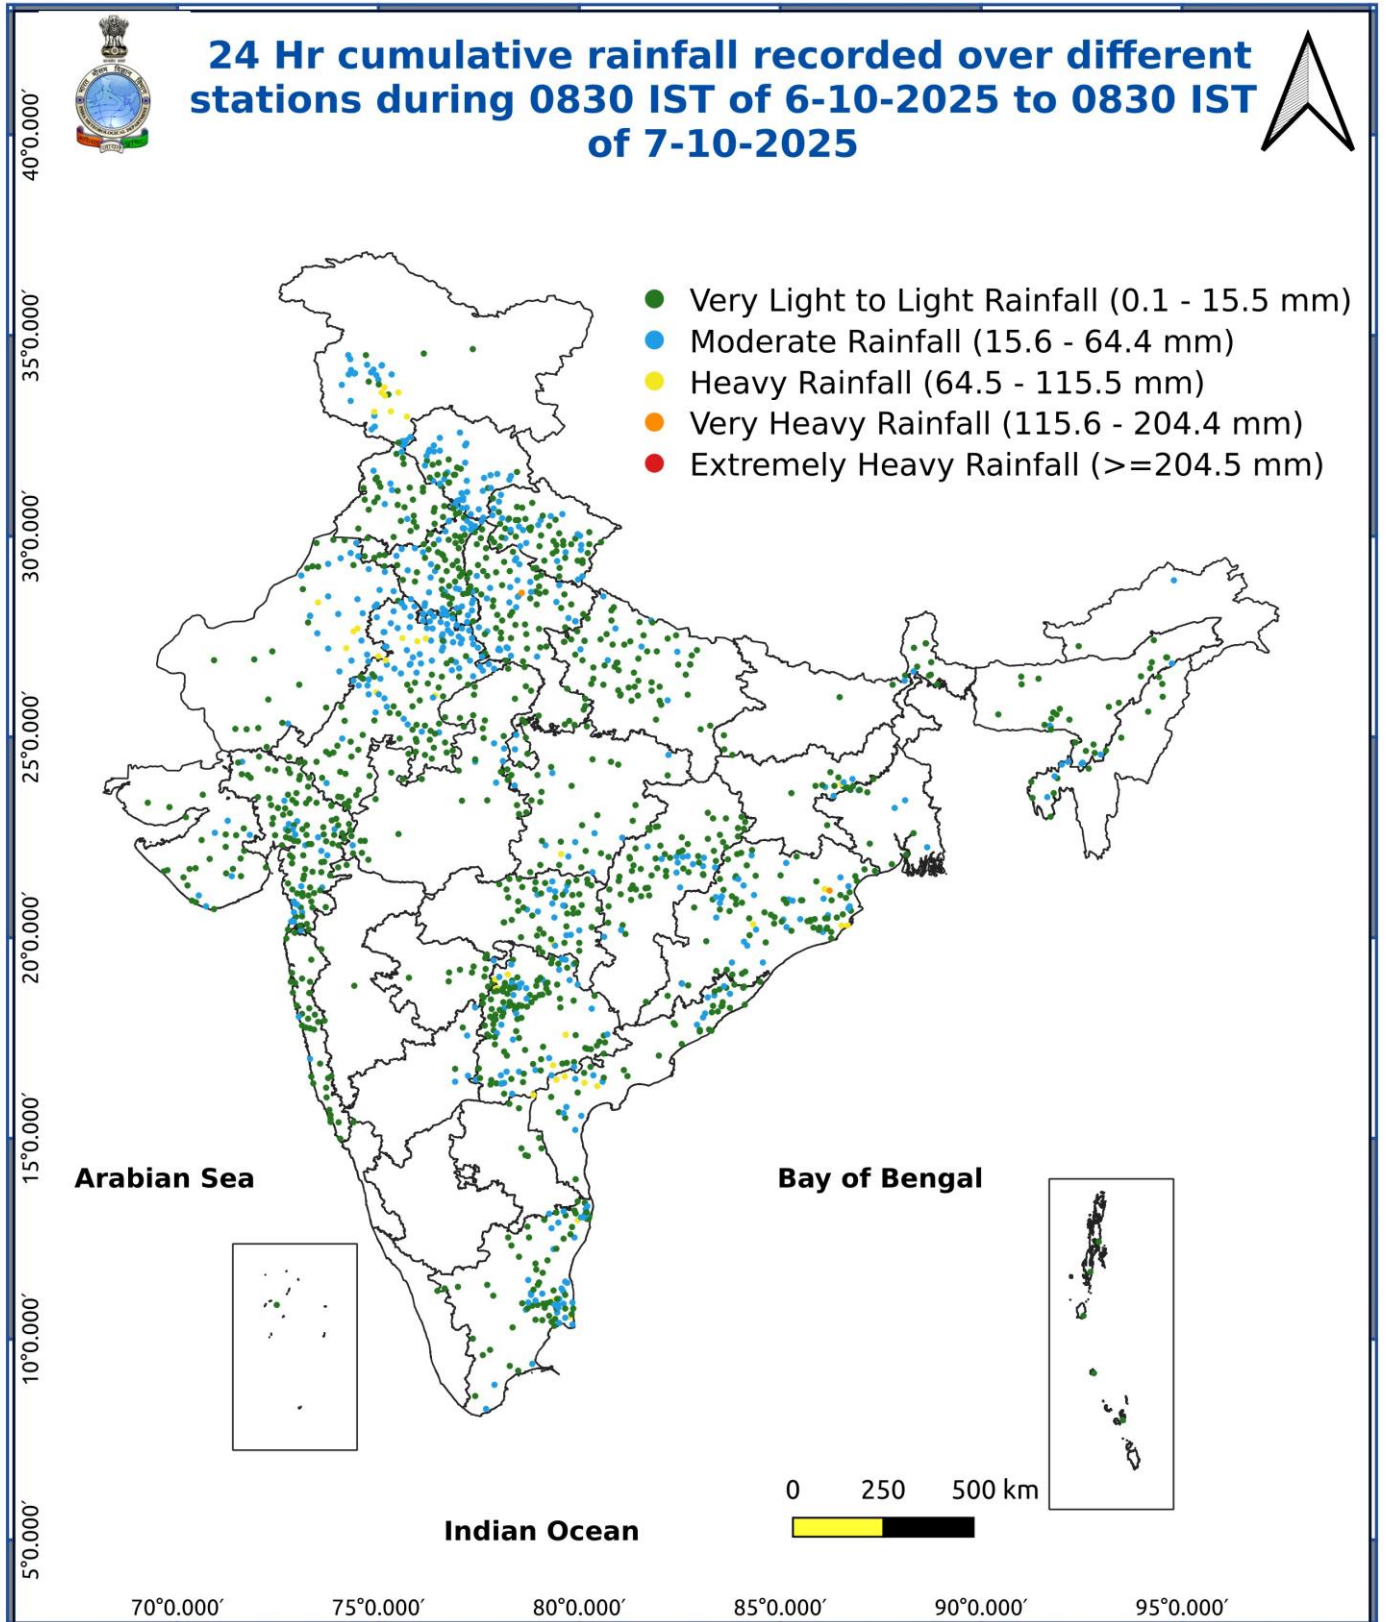 24 Hr cumulative rainfall recorded over different
stations during 0830 IST of 6-10-2025 to 0830 IST
of 7-10-2025
Very Light to Light Rainfall (0.1 - 15.5 mm)
Moderate Rainfall (15.6 - 64.4 mm)
Heavy Rainfall (64.5 - 115.5 mm)
Very Heavy Rainfall (115.6 - 204.4 mm)
Extremely Heavy Rainfall (>=204.5 mm)
40°0.000′
35°0.000′
30°0.000′
25°0.000′
20°0.000′
15°0.000′
10°0.000′
5°0.000′
Arabian Sea
Bay of Bengal
Indian Ocean
0 250 500 km
70°0.000′ 75°0.000′ 80°0.000′ 85°0.000′ 90°0.000′ 95°0.000′